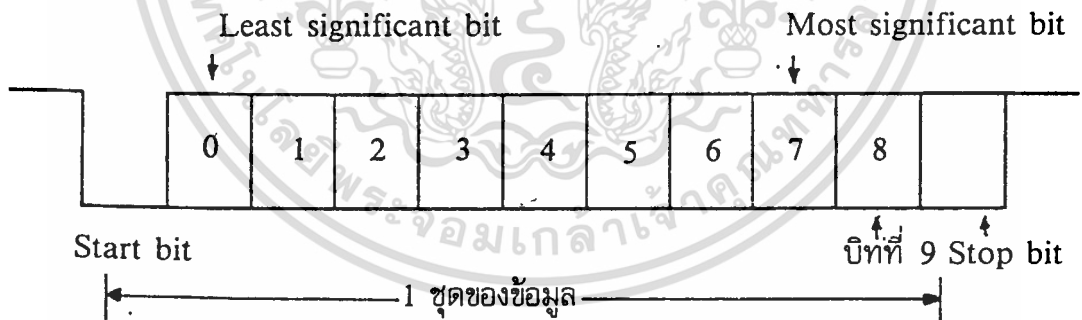 Least significant bit Most significant bit
0 1 2 3 4 5 6 7 8
Start bit บิทที่ 9 Stop bit
1 ชุดของข้อมูล